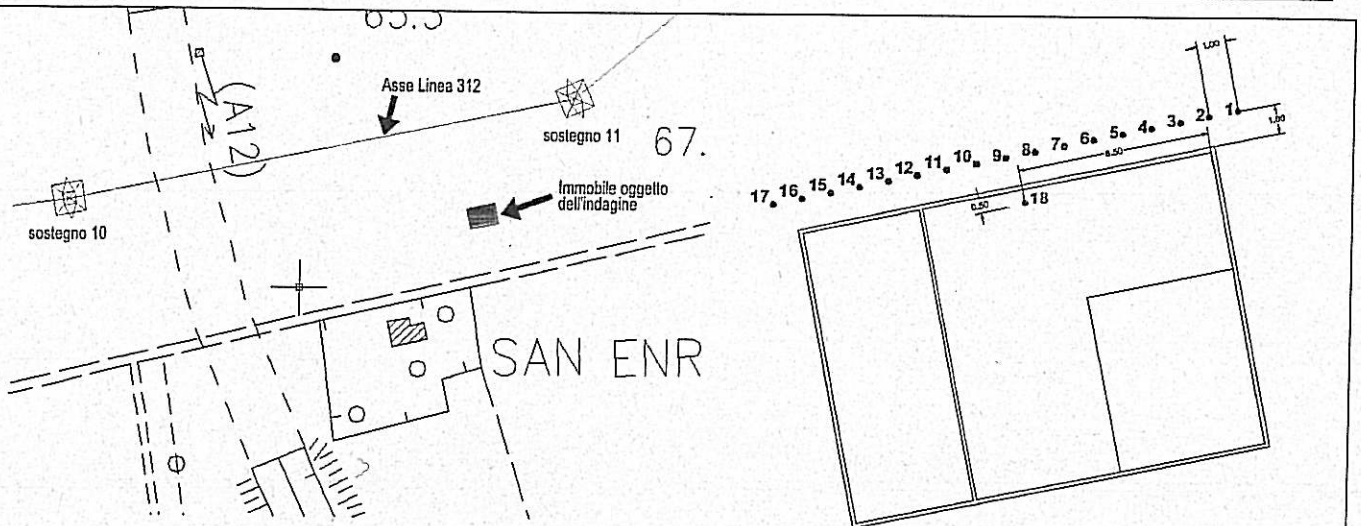 65.5
(A12)
Asse Linea 312
sostegno 11
67.
sostegno 10
Immobile oggetto
dell'indagine
SAN ENR
1,00
1,00
17 16 15 14 13 12 11 10 9 8 7 6 5 4 3 2 1
8.50
0.50
18